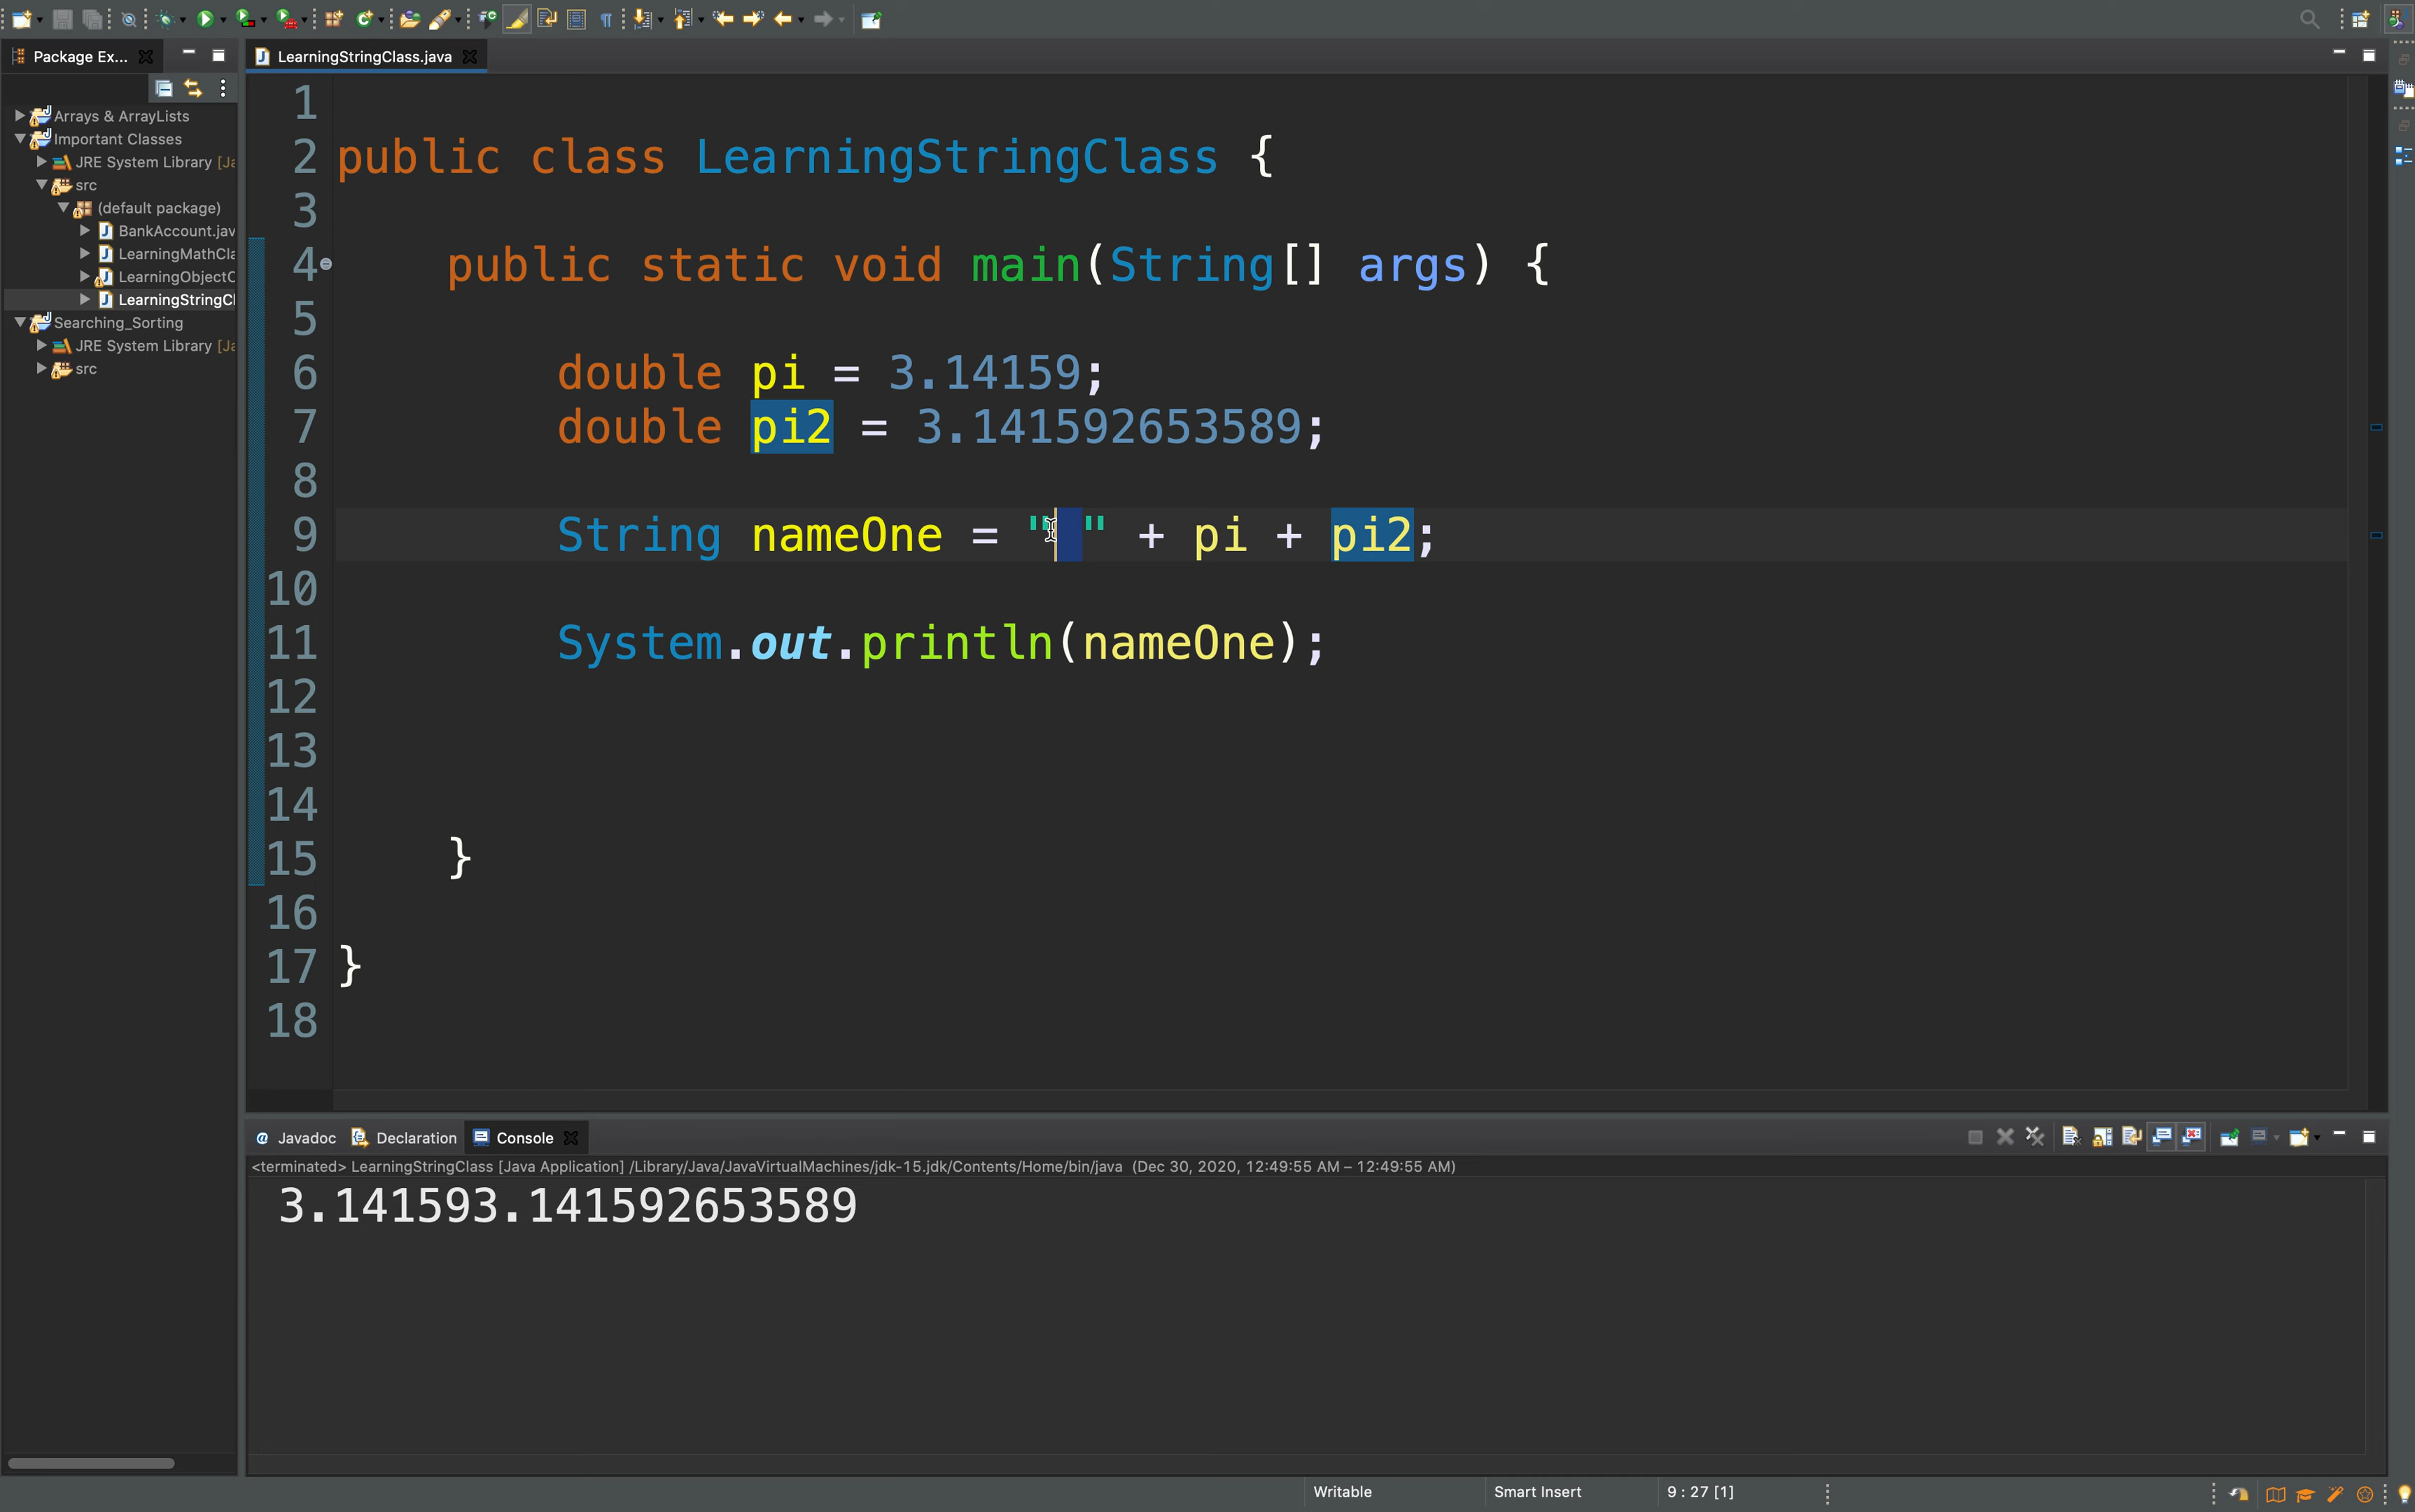 Package Ex...
LearningStringClass.java
Arrays & ArrayLists
Important Classes
JRE System Library [Ja
src
(default package)
BankAccount.jav
LearningMathCla
LearningObjectC
LearningStringCl
Searching_Sorting
JRE System Library [Ja
src
1
2 public class LearningStringClass {
3
4 public static void main(String[] args) {
5
6 double pi = 3.14159;
7 double pi2 = 3.141592653589;
8
9 String nameOne = " " + pi + pi2;
10
11 System.out.println(nameOne);
12
13
14
15 }
16
17 }
18
@ Javadoc Declaration Console
<terminated> LearningStringClass [Java Application] /Library/Java/JavaVirtualMachines/jdk-15.jdk/Contents/Home/bin/java (Dec 30, 2020, 12:49:55 AM – 12:49:55 AM)
3.141593.141592653589
Writable Smart Insert 9 : 27 [1]